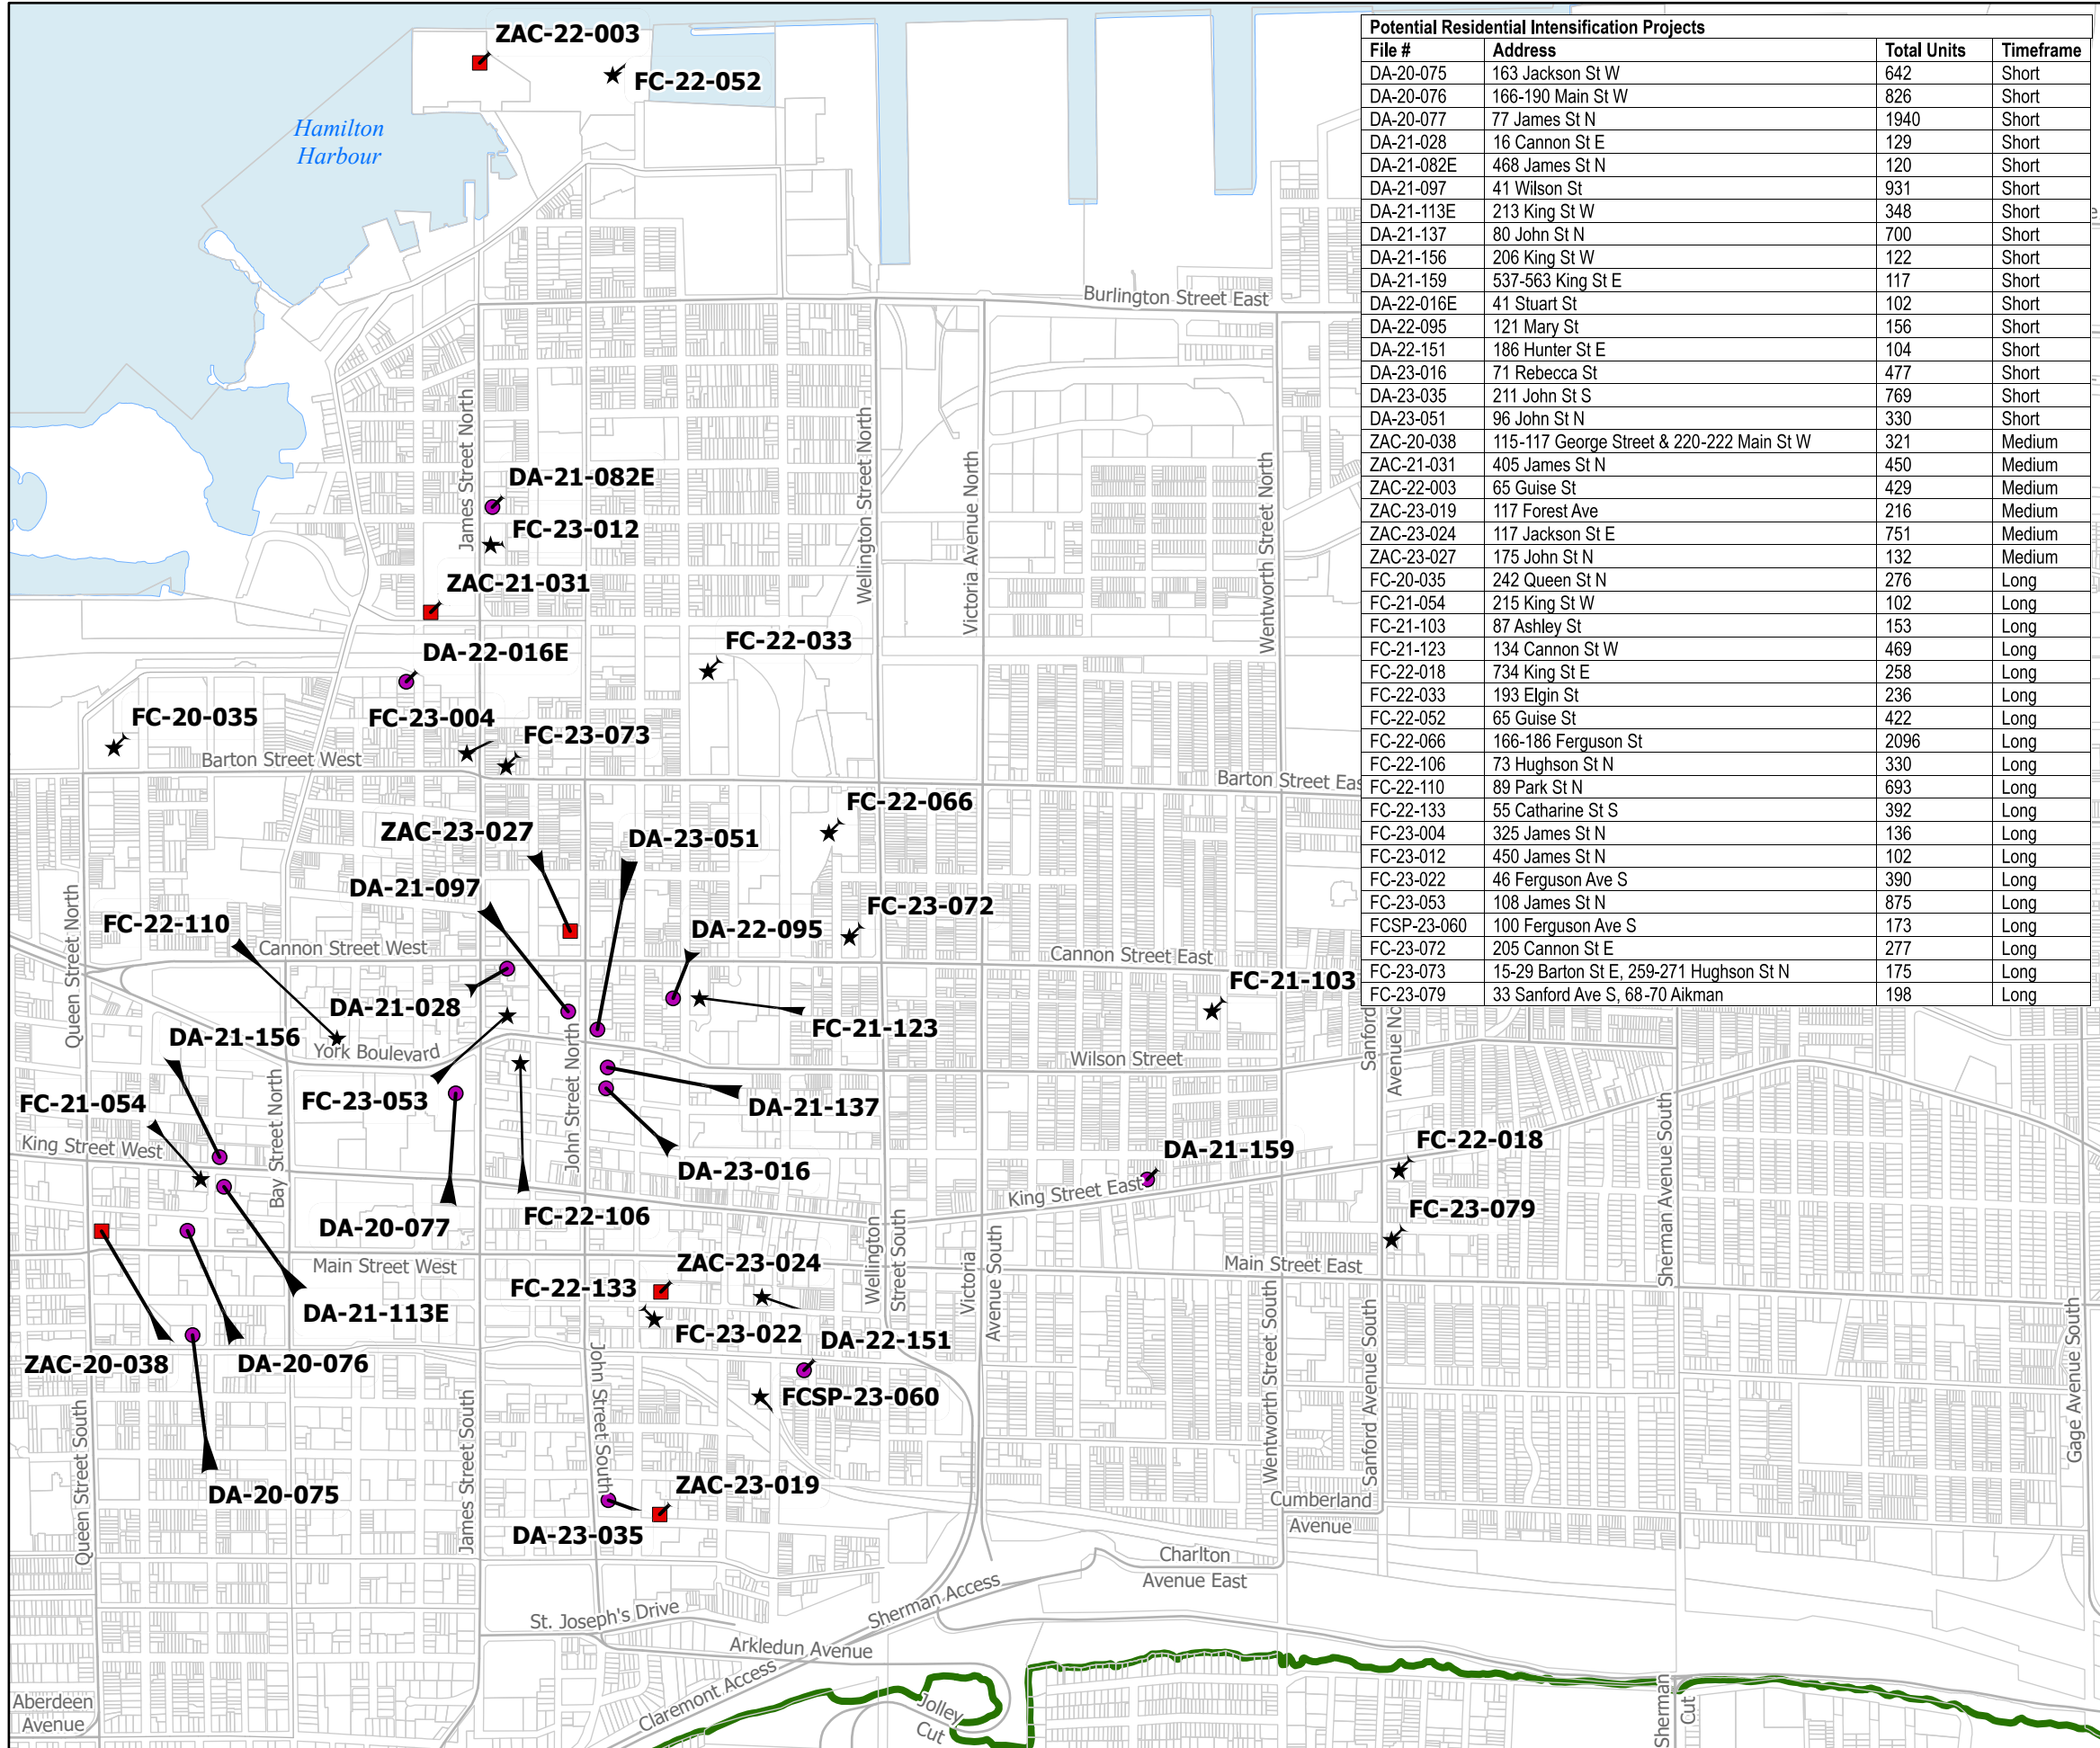 Potential Residential Intensification Projects
File # Address Total Units Timeframe
DA-20-075 163 Jackson St W 642 Short
DA-20-076 166-190 Main St W 826 Short
DA-20-077 77 James St N 1940 Short
DA-21-028 16 Cannon St E 129 Short
DA-21-082E 468 James St N 120 Short
DA-21-097 41 Wilson St 931 Short
DA-21-113E 213 King St W 348 Short
DA-21-137 80 John St N 700 Short
DA-21-156 206 King St W 122 Short
DA-21-159 537-563 King St E 117 Short
DA-22-016E 41 Stuart St 102 Short
DA-22-095 121 Mary St 156 Short
DA-22-151 186 Hunter St E 104 Short
DA-23-016 71 Rebecca St 477 Short
DA-23-035 211 John St S 769 Short
DA-23-051 96 John St N 330 Short
ZAC-20-038 115-117 George Street & 220-222 Main St W 321 Medium
ZAC-21-031 405 James St N 450 Medium
ZAC-22-003 65 Guise St 429 Medium
ZAC-23-019 117 Forest Ave 216 Medium
ZAC-23-024 117 Jackson St E 751 Medium
ZAC-23-027 175 John St N 132 Medium
FC-20-035 242 Queen St N 276 Long
FC-21-054 215 King St W 102 Long
FC-21-103 87 Ashley St 153 Long
FC-21-123 134 Cannon St W 469 Long
FC-22-018 734 King St E 258 Long
FC-22-033 193 Elgin St 236 Long
FC-22-052 65 Guise St 422 Long
FC-22-066 166-186 Ferguson St 2096 Long
FC-22-106 73 Hughson St N 330 Long
FC-22-110 89 Park St N 693 Long
FC-22-133 55 Catharine St S 392 Long
FC-23-004 325 James St N 136 Long
FC-23-012 450 James St N 102 Long
FC-23-022 46 Ferguson Ave S 390 Long
FC-23-053 108 James St N 875 Long
FCSP-23-060 100 Ferguson Ave S 173 Long
FC-23-072 205 Cannon St E 277 Long
FC-23-073 15-29 Barton St E, 259-271 Hughson St N 175 Long
FC-23-079 33 Sanford Ave S, 68-70 Aikman 198 Long
ZAC-22-003
FC-22-052
Hamilton
Harbour
Burlington Street East
James Street North
Wellington Street North
Victoria Avenue North
Wentworth Street North
DA-21-082E
FC-23-012
ZAC-21-031
DA-22-016E
FC-22-033
FC-20-035
FC-23-004
FC-23-073
Barton Street West
Barton Street Eas
FC-22-066
ZAC-23-027
DA-23-051
DA-21-097
FC-23-072
FC-22-110
DA-22-095
Queen Street North
Cannon Street West
Cannon Street East
FC-21-103
DA-21-028
FC-21-123
DA-21-156
York Boulevard
Wilson Street
John Street North
Sanford
Avenue No
FC-21-054
FC-23-053
DA-21-137
King Street West
Bay Street North
DA-23-016
DA-21-159
FC-22-018
King Street East
FC-23-079
Sherman Avenue South
DA-20-077
FC-22-106
Wellington
Street South
Victoria
Avenue South
Main Street West
Main Street East
ZAC-23-024
FC-22-133
DA-21-113E
FC-23-022
DA-22-151
ZAC-20-038
DA-20-076
FCSP-23-060
Queen Street South
James Street South
John Street South
Wentworth Street South
Sanford Avenue South
Gage Avenue South
DA-20-075
ZAC-23-019
DA-23-035
Cumberland
Avenue
Charlton
Avenue East
St. Joseph's Drive
Sherman Access
Arkledun Avenue
Claremont Access
Aberdeen
Avenue
Jolley
Cut
Sherman
Cut